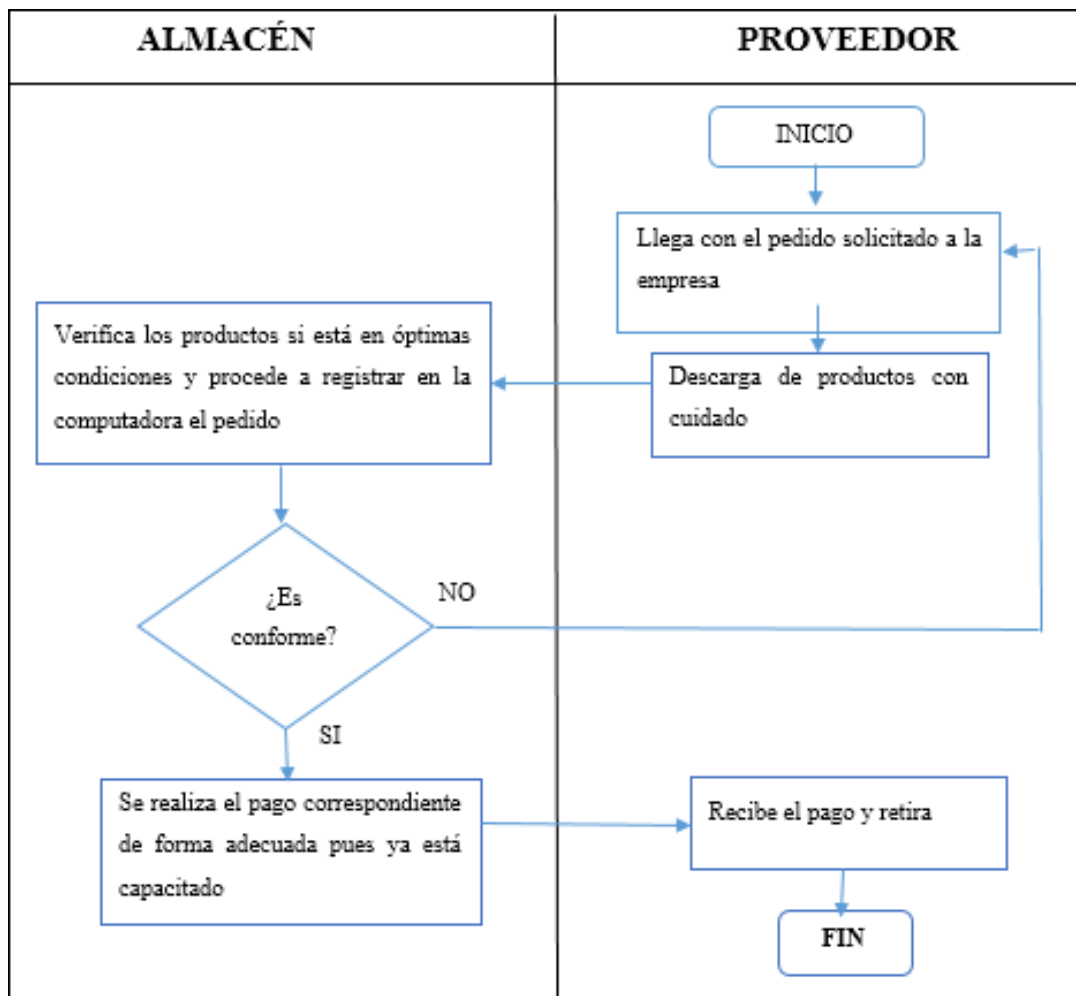 ALMACÉN
PROVEEDOR
INICIO
Llega con el pedido solicitado a la
empresa
Descarga de productos con
cuidado
Verifica los productos si está en óptimas
condiciones y procede a registrar en la
computadora el pedido
¿Es
conforme?
NO
SI
Se realiza el pago correspondiente
de forma adecuada pues ya está
capacitado
Recibe el pago y retira
FIN